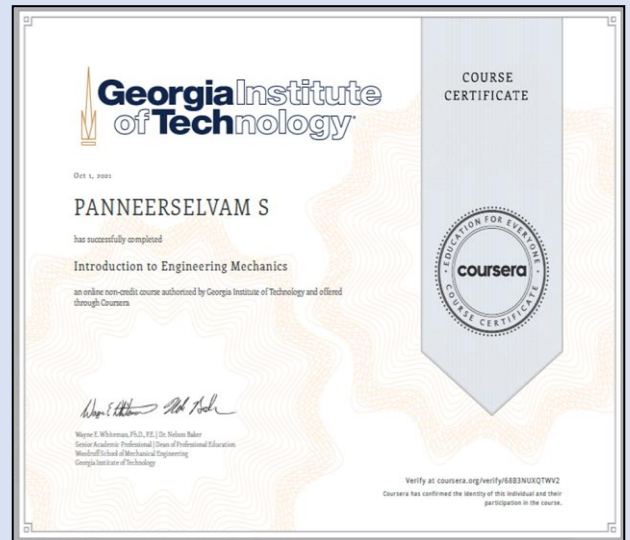 Georgia Institute
of Technology
COURSE
CERTIFICATE
Oct 1, 2021
PANNEERSELVAM S
has successfully completed
Introduction to Engineering Mechanics
an online non-credit course authorized by Georgia Institute of Technology and offered
through Coursera
EDUCATION FOR EVERYONE
coursera
COURSE CERTIFICATE
Wayne E. Whiteman, Ph.D., P.E. | Dr. Nelson Baker
Senior Academic Professional | Dean of Professional Education
Woodruff School of Mechanical Engineering
Georgia Institute of Technology
Verify at coursera.org/verify/68B3NUXQTWV2
Coursera has confirmed the identity of this individual and their
participation in the course.